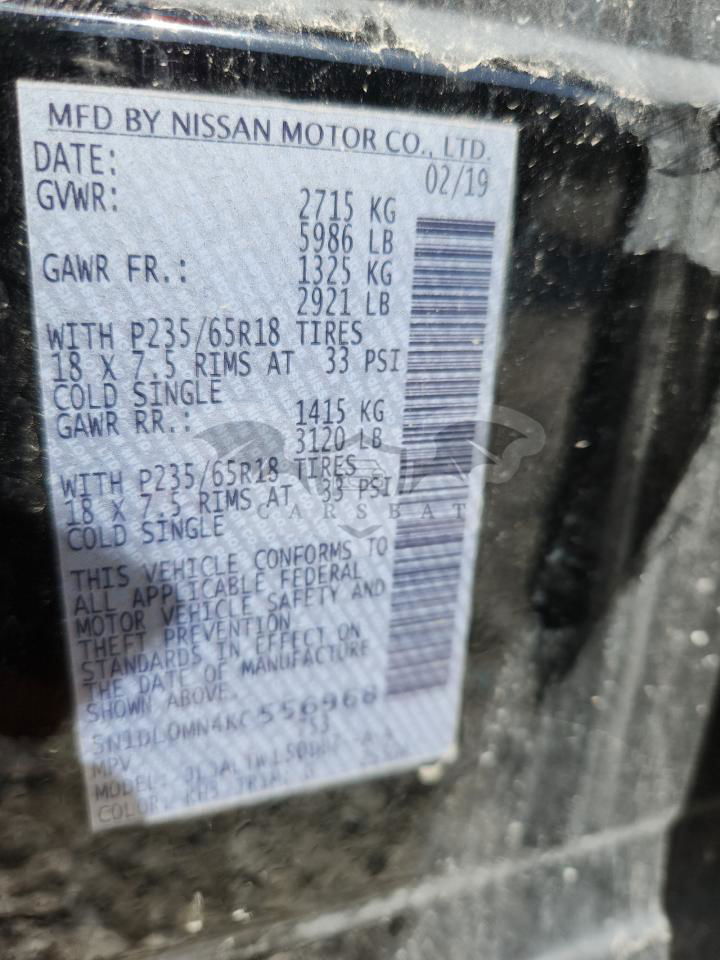 MFD BY NISSAN MOTOR CO., LTD.
DATE: 02/19
GVWR: 2715 KG
5986 LB
GAWR FR.: 1325 KG
2921 LB
WITH P235/65R18 TIRES
18 X 7.5 RIMS AT 33 PSI
COLD SINGLE
GAWR RR.: 1415 KG
3120 LB
WITH P235/65R18 TIRES
18 X 7.5 RIMS AT 33 PSI
COLD SINGLE
CARSBAT
THIS VEHICLE CONFORMS TO
ALL APPLICABLE FEDERAL
MOTOR VEHICLE SAFETY AND
THEFT PREVENTION
STANDARDS IN EFFECT ON
THE DATE OF MANUFACTURE
SHOWN ABOVE.
5N1DL0MN4KC556968
MPV 753
MODEL:
COLOR: KH3